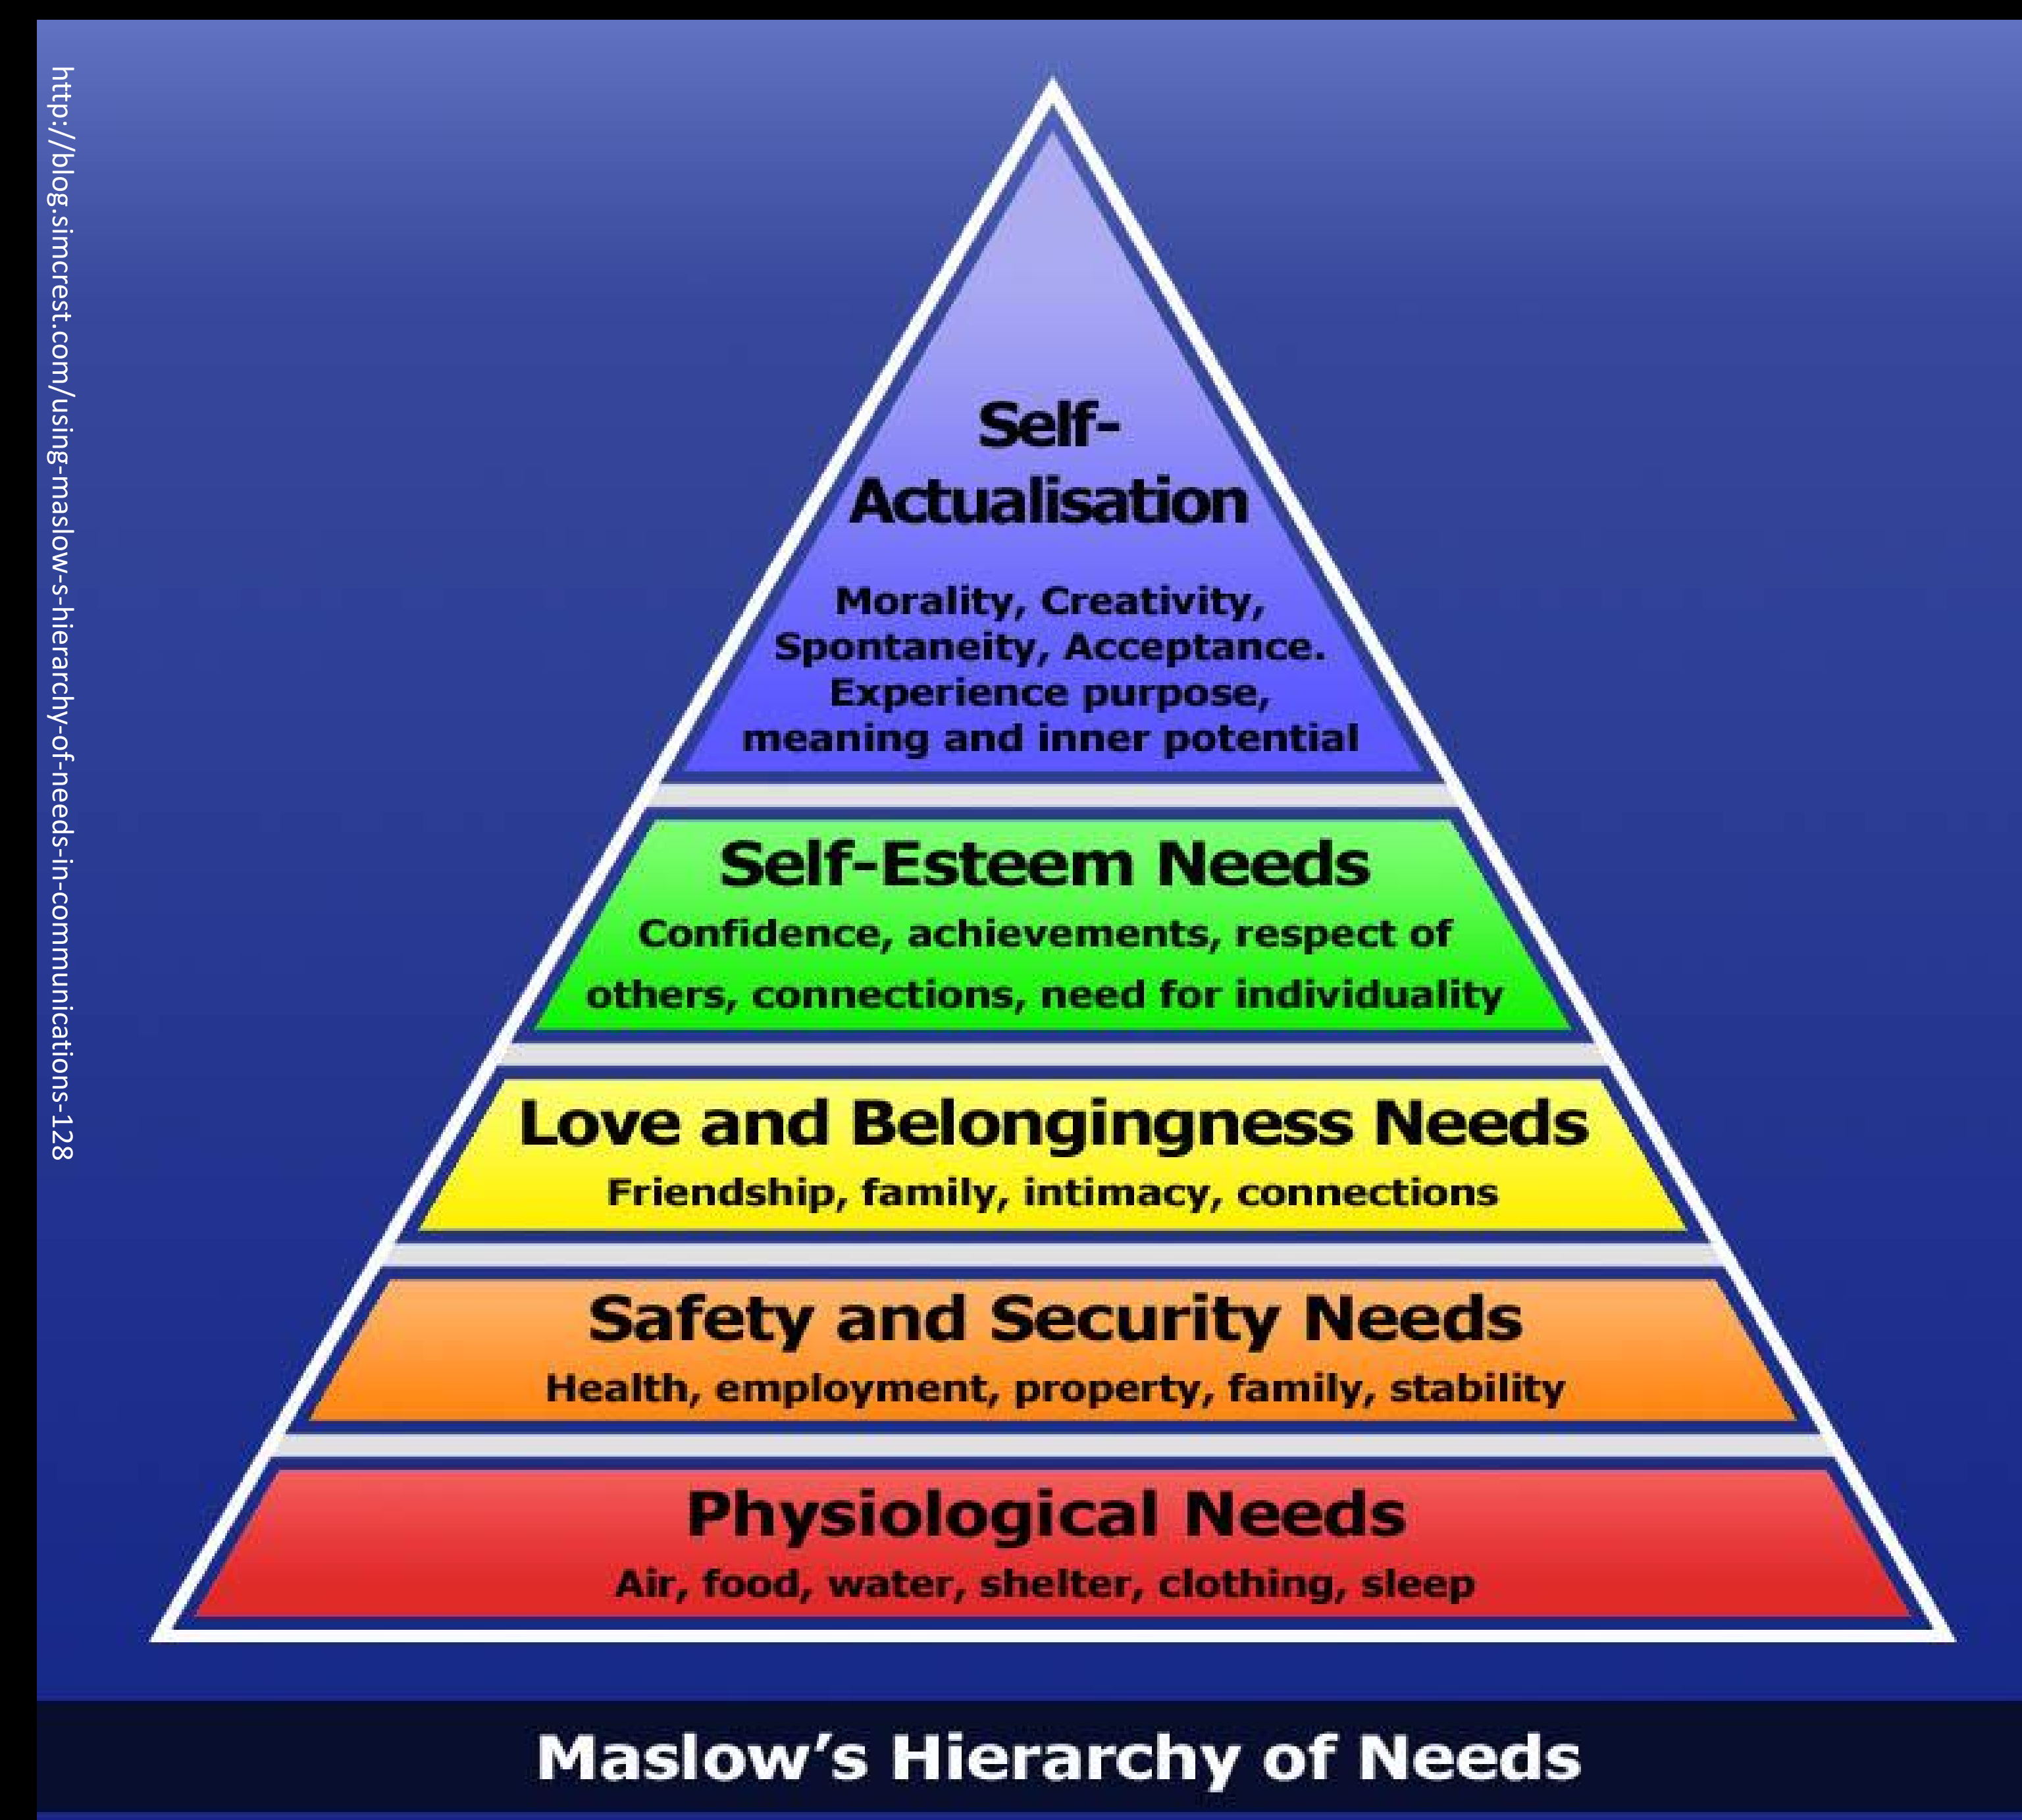 http://blog.simcrest.com/using-maslow-s-hierarchy-of-needs-in-communications-128
Self-
Actualisation
Morality, Creativity,
Spontaneity, Acceptance.
Experience purpose,
meaning and inner potential
Self-Esteem Needs
Confidence, achievements, respect of
others, connections, need for individuality
Love and Belongingness Needs
Friendship, family, intimacy, connections
Safety and Security Needs
Health, employment, property, family, stability
Physiological Needs
Air, food, water, shelter, clothing, sleep
Maslow’s Hierarchy of Needs